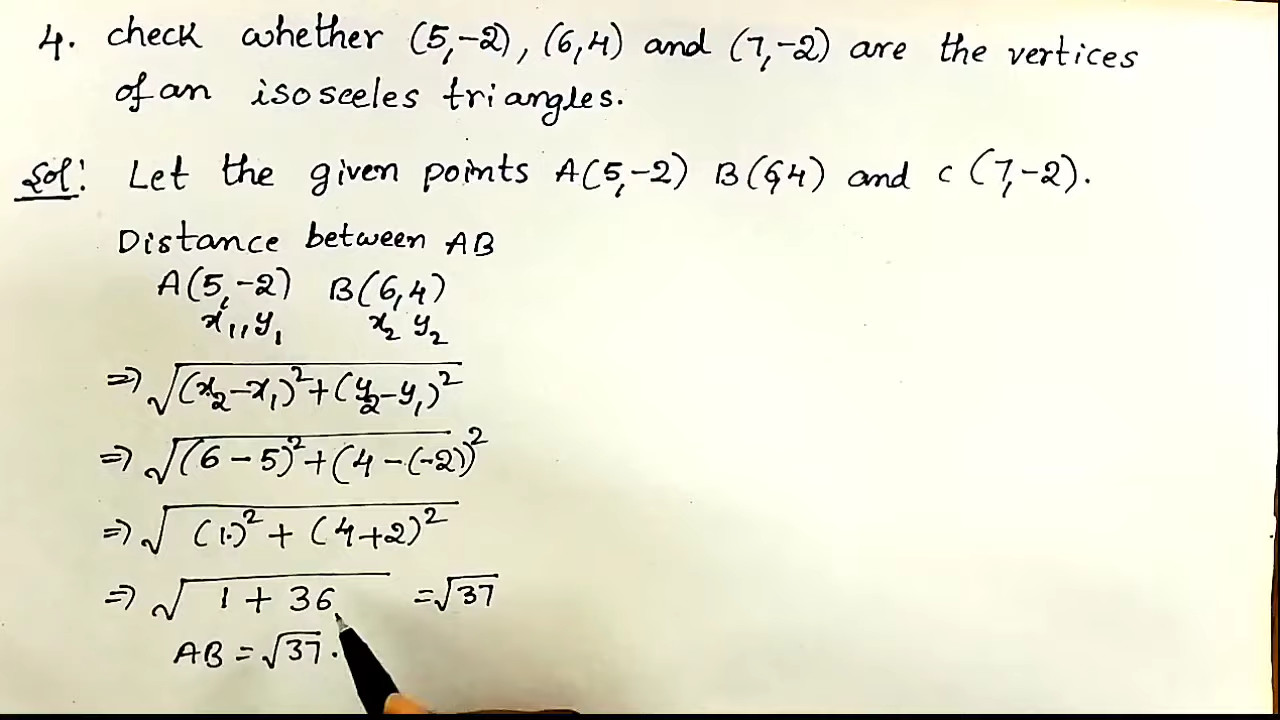 4. check whether (5,-2), (6,4) and (7,-2) are the vertices
of an isosceles triangles.
Sol: Let the given points A(5,-2) B(6,4) and C (7,-2).
Distance between AB
A(5,-2) B(6,4)
x₁,y₁ x₂ y₂
⇒ √(x₂-x₁)²+(y₂-y₁)²
⇒ √(6-5)²+(4-(-2))²
⇒ √(1)²+(4+2)²
⇒ √1+36 =√37
AB=√37.